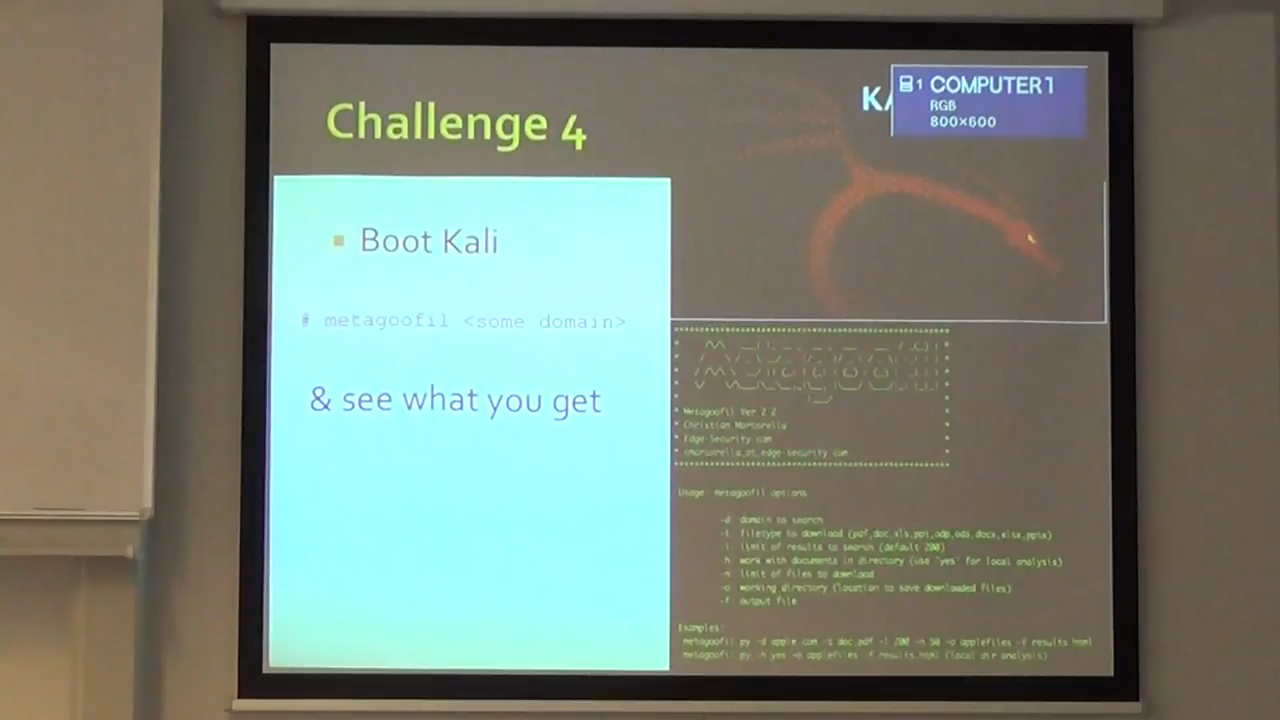 Challenge 4
KA
1 COMPUTER1
RGB
800×600
Boot Kali
# metagoofil <some domain>
& see what you get
Metagoofil
* Metagoofil Ver 2.2
* Christian Martorella
* Edge-Security.com
* cmartorella_at_edge-security.com
Usage: metagoofil options
-d: domain to search
-t: filetype to download (pdf,doc,xls,ppt,odp,ods,docx,xlsx,pptx)
-l: limit of results to search (default 200)
-h: work with documents in directory (use "yes" for local analysis)
-n: limit of files to download
-o: working directory (location to save downloaded files)
-f: output file
Examples:
metagoofil.py -d apple.com -t doc,pdf -l 200 -n 50 -o applefiles -f results.html
metagoofil.py -h yes -o applefiles -f results.html (local dir analysis)